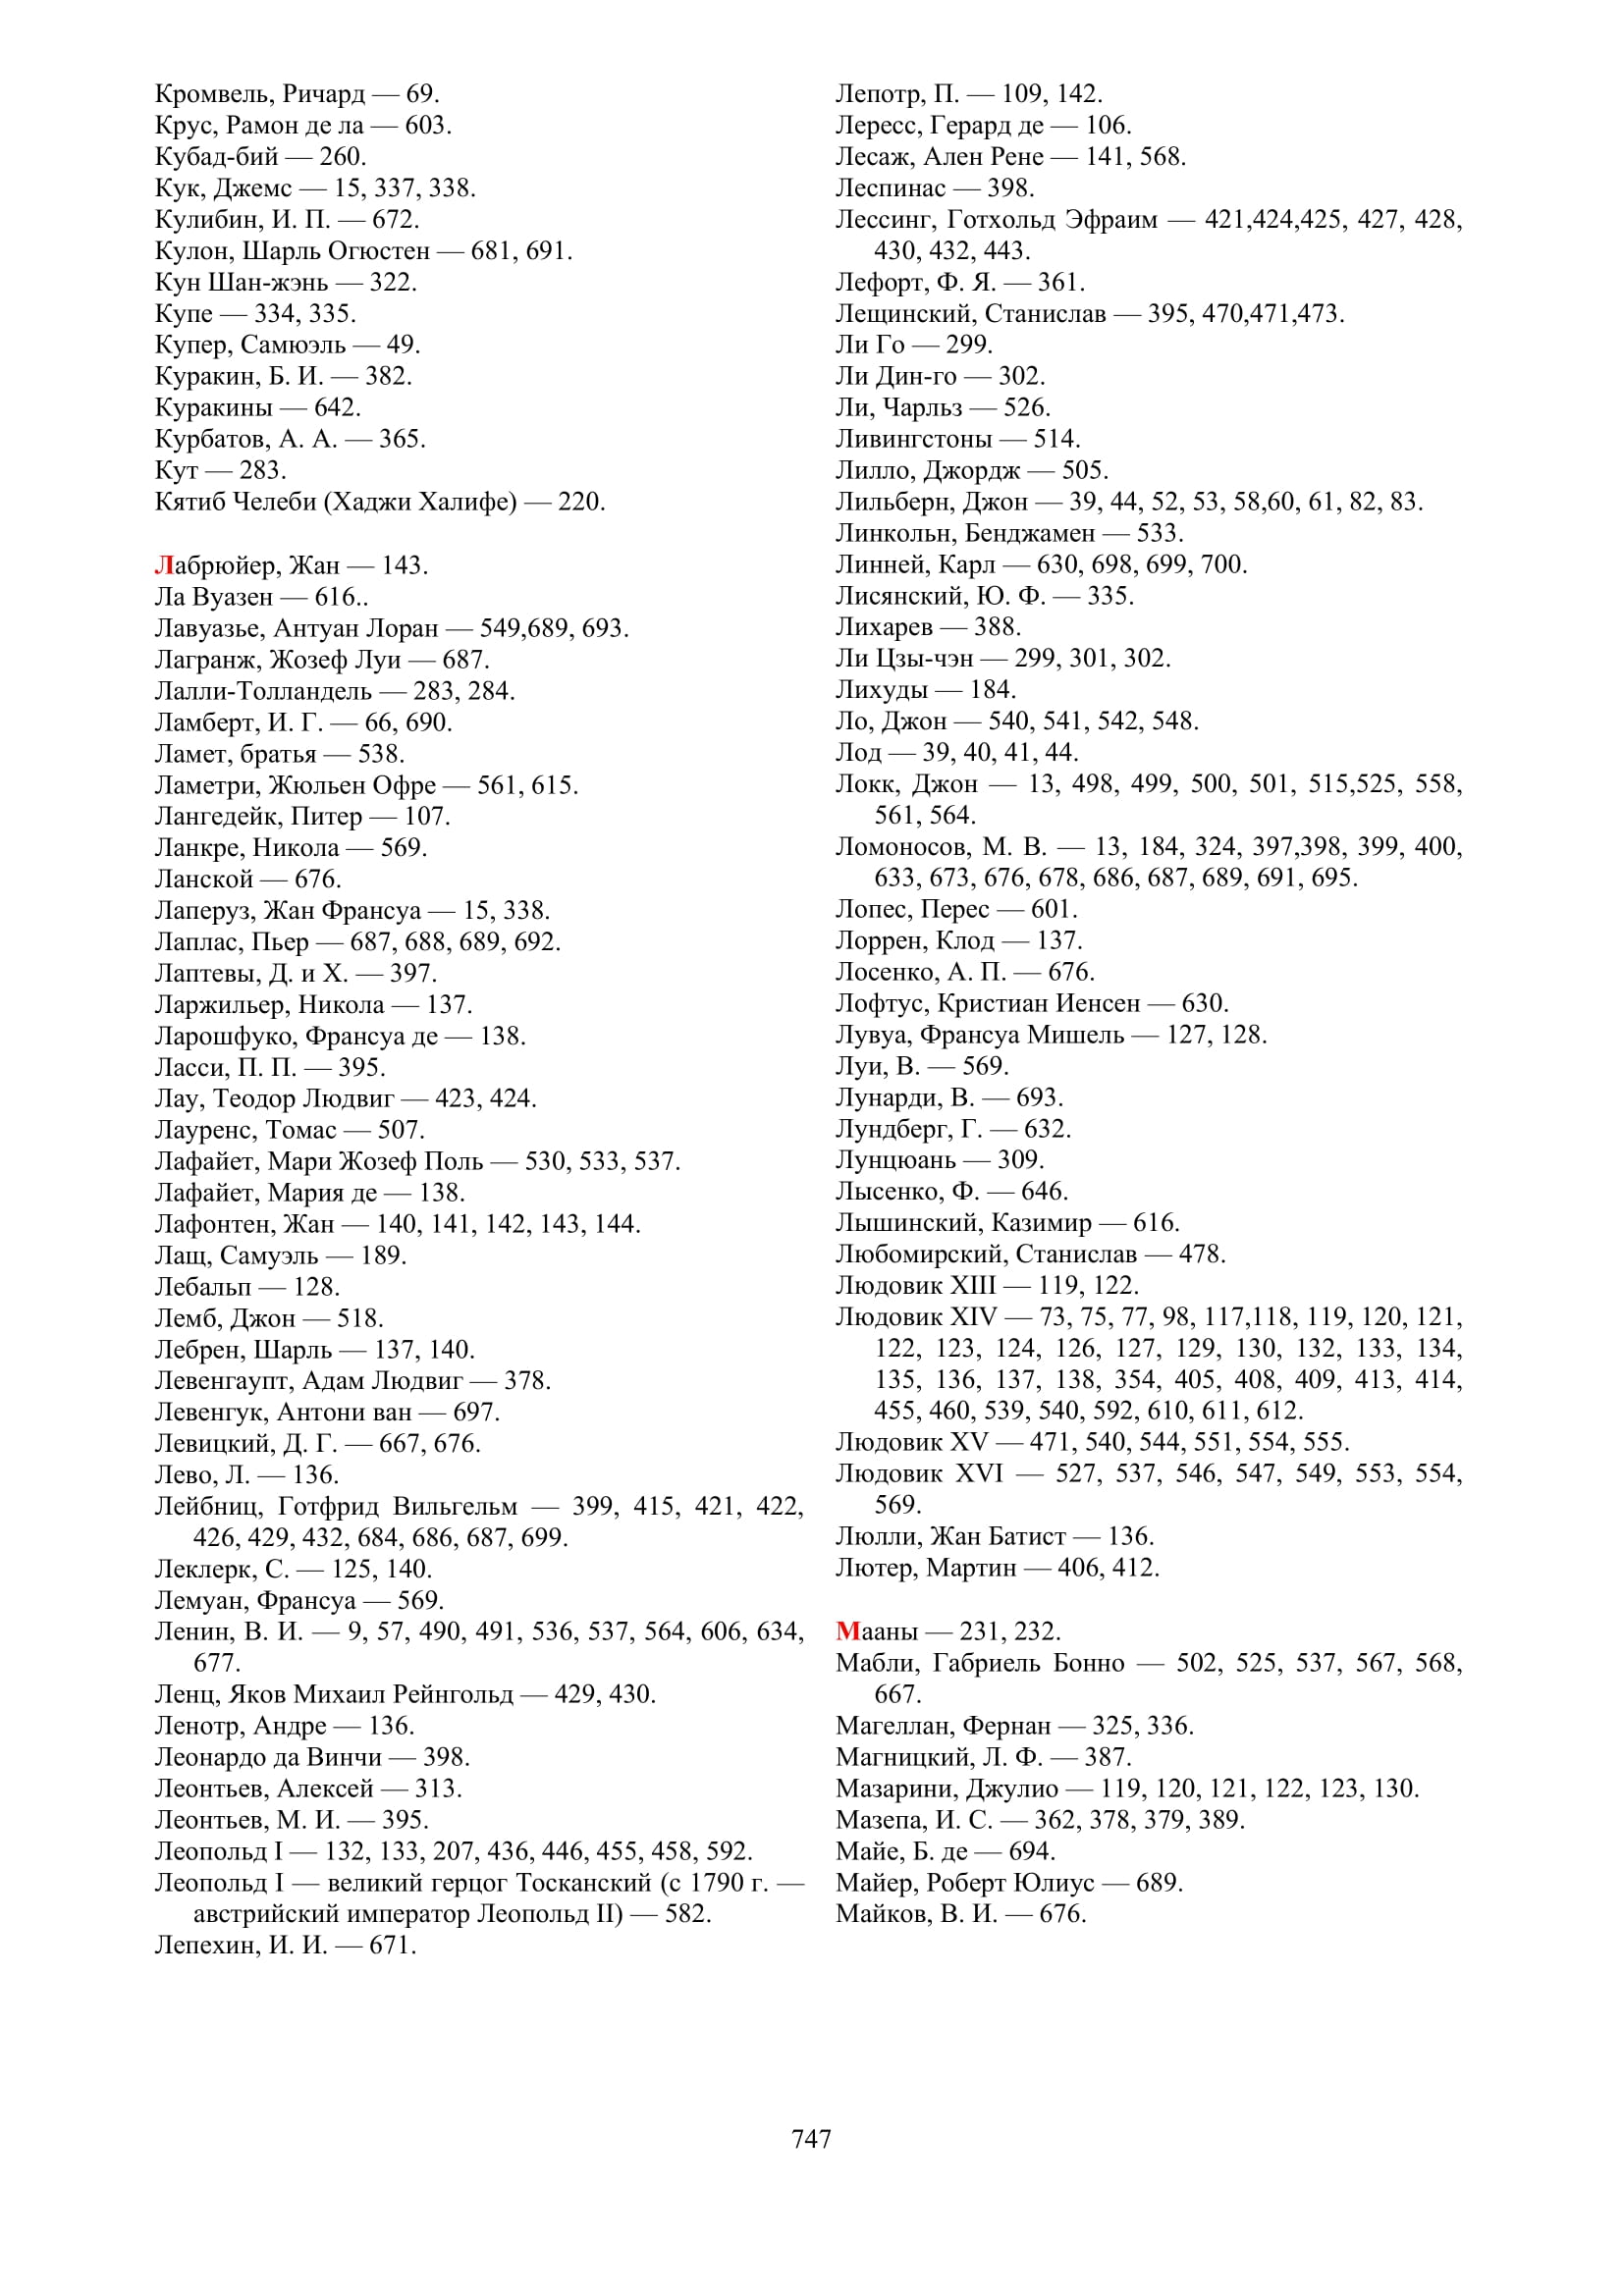 Кромвель, Ричард — 69.
Крус, Рамон де ла — 603.
Кубад-бий — 260.
Кук, Джемс — 15, 337, 338.
Кулибин, И. П. — 672.
Кулон, Шарль Огюстен — 681, 691.
Кун Шан-жэнь — 322.
Купе — 334, 335.
Купер, Самюэль — 49.
Куракин, Б. И. — 382.
Куракины — 642.
Курбатов, А. А. — 365.
Кут — 283.
Кятиб Челеби (Хаджи Халифе) — 220.
Лабрюйер, Жан — 143.
Ла Вуазен — 616..
Лавуазье, Антуан Лоран — 549,689, 693.
Лагранж, Жозеф Луи — 687.
Лалли-Толландель — 283, 284.
Ламберт, И. Г. — 66, 690.
Ламет, братья — 538.
Ламетри, Жюльен Офре — 561, 615.
Лангедейк, Питер — 107.
Ланкре, Никола — 569.
Ланской — 676.
Лаперуз, Жан Франсуа — 15, 338.
Лаплас, Пьер — 687, 688, 689, 692.
Лаптевы, Д. и Х. — 397.
Ларжильер, Никола — 137.
Ларошфуко, Франсуа де — 138.
Ласси, П. П. — 395.
Лау, Теодор Людвиг — 423, 424.
Лауренс, Томас — 507.
Лафайет, Мари Жозеф Поль — 530, 533, 537.
Лафайет, Мария де — 138.
Лафонтен, Жан — 140, 141, 142, 143, 144.
Лащ, Самуэль — 189.
Лебальп — 128.
Лемб, Джон — 518.
Лебрен, Шарль — 137, 140.
Левенгаупт, Адам Людвиг — 378.
Левенгук, Антони ван — 697.
Левицкий, Д. Г. — 667, 676.
Лево, Л. — 136.
Лейбниц, Готфрид Вильгельм — 399, 415, 421, 422,
426, 429, 432, 684, 686, 687, 699.
Леклерк, С. — 125, 140.
Лемуан, Франсуа — 569.
Ленин, В. И. — 9, 57, 490, 491, 536, 537, 564, 606, 634,
677.
Ленц, Яков Михаил Рейнгольд — 429, 430.
Ленотр, Андре — 136.
Леонардо да Винчи — 398.
Леонтьев, Алексей — 313.
Леонтьев, М. И. — 395.
Леопольд I — 132, 133, 207, 436, 446, 455, 458, 592.
Леопольд I — великий герцог Тосканский (с 1790 г. —
австрийский император Леопольд II) — 582.
Лепехин, И. И. — 671.
Лепотр, П. — 109, 142.
Лересс, Герард де — 106.
Лесаж, Ален Рене — 141, 568.
Леспинас — 398.
Лессинг, Готхольд Эфраим — 421,424,425, 427, 428,
430, 432, 443.
Лефорт, Ф. Я. — 361.
Лещинский, Станислав — 395, 470,471,473.
Ли Го — 299.
Ли Дин-го — 302.
Ли, Чарльз — 526.
Ливингстоны — 514.
Лилло, Джордж — 505.
Лильберн, Джон — 39, 44, 52, 53, 58,60, 61, 82, 83.
Линкольн, Бенджамен — 533.
Линней, Карл — 630, 698, 699, 700.
Лисянский, Ю. Ф. — 335.
Лихарев — 388.
Ли Цзы-чэн — 299, 301, 302.
Лихуды — 184.
Ло, Джон — 540, 541, 542, 548.
Лод — 39, 40, 41, 44.
Локк, Джон — 13, 498, 499, 500, 501, 515,525, 558,
561, 564.
Ломоносов, М. В. — 13, 184, 324, 397,398, 399, 400,
633, 673, 676, 678, 686, 687, 689, 691, 695.
Лопес, Перес — 601.
Лоррен, Клод — 137.
Лосенко, А. П. — 676.
Лофтус, Кристиан Иенсен — 630.
Лувуа, Франсуа Мишель — 127, 128.
Луи, В. — 569.
Лунарди, В. — 693.
Лундберг, Г. — 632.
Лунцюань — 309.
Лысенко, Ф. — 646.
Лышинский, Казимир — 616.
Любомирский, Станислав — 478.
Людовик XIII — 119, 122.
Людовик XIV — 73, 75, 77, 98, 117,118, 119, 120, 121,
122, 123, 124, 126, 127, 129, 130, 132, 133, 134,
135, 136, 137, 138, 354, 405, 408, 409, 413, 414,
455, 460, 539, 540, 592, 610, 611, 612.
Людовик XV — 471, 540, 544, 551, 554, 555.
Людовик XVI — 527, 537, 546, 547, 549, 553, 554,
569.
Люлли, Жан Батист — 136.
Лютер, Мартин — 406, 412.
Мааны — 231, 232.
Мабли, Габриель Бонно — 502, 525, 537, 567, 568,
667.
Магеллан, Фернан — 325, 336.
Магницкий, Л. Ф. — 387.
Мазарини, Джулио — 119, 120, 121, 122, 123, 130.
Мазепа, И. С. — 362, 378, 379, 389.
Майе, Б. де — 694.
Майер, Роберт Юлиус — 689.
Майков, В. И. — 676.
747